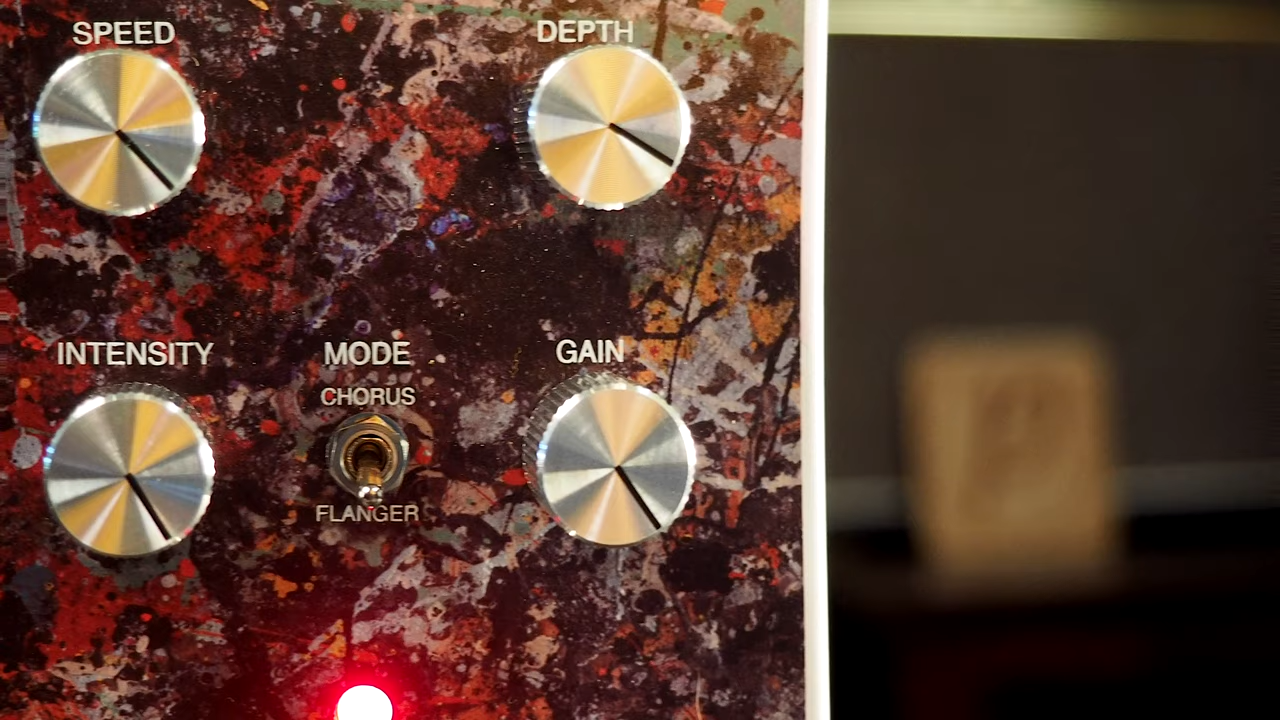 SPEED
DEPTH
INTENSITY
MODE
GAIN
CHORUS
FLANGER